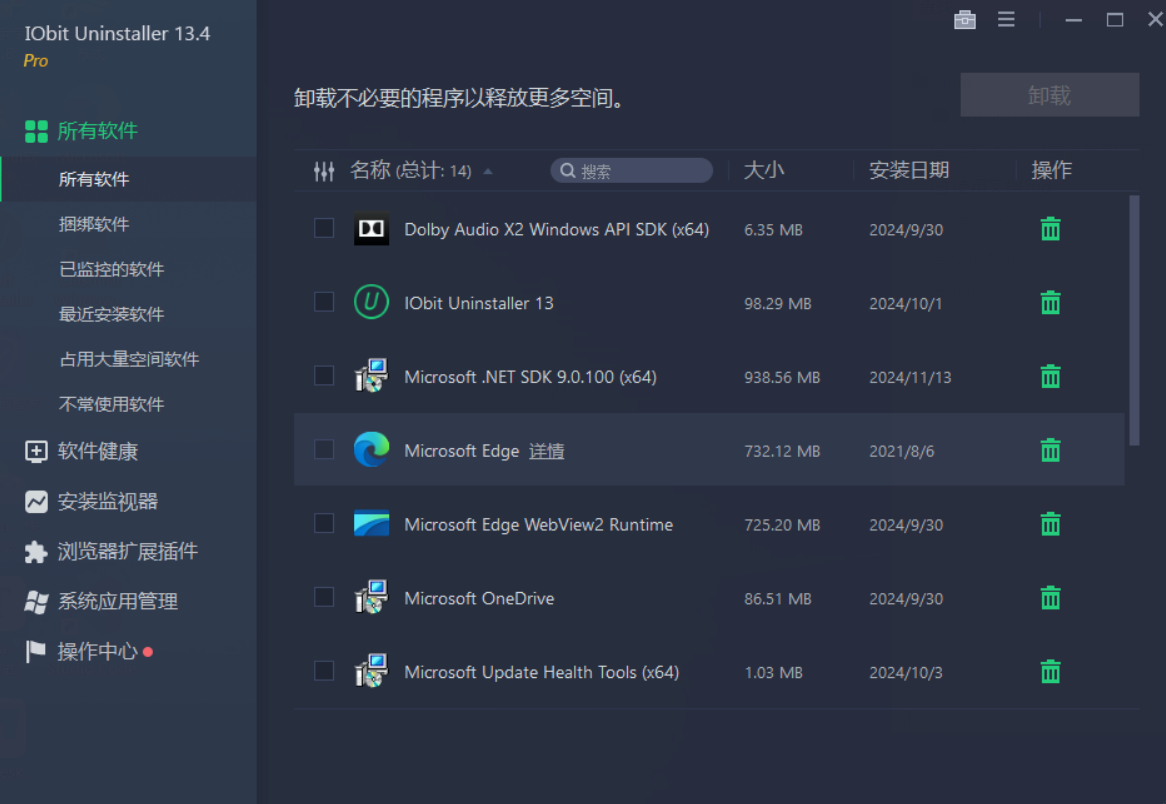 IObit Uninstaller 13.4
Pro
所有软件
所有软件
捆绑软件
已监控的软件
最近安装软件
占用大量空间软件
不常使用软件
软件健康
安装监视器
浏览器扩展插件
系统应用管理
操作中心
卸载不必要的程序以释放更多空间。
卸载
名称 (总计: 14) 搜索 大小 安装日期 操作
Dolby Audio X2 Windows API SDK (x64) 6.35 MB 2024/9/30
IObit Uninstaller 13 98.29 MB 2024/10/1
Microsoft .NET SDK 9.0.100 (x64) 938.56 MB 2024/11/13
Microsoft Edge 详情 732.12 MB 2021/8/6
Microsoft Edge WebView2 Runtime 725.20 MB 2024/9/30
Microsoft OneDrive 86.51 MB 2024/9/30
Microsoft Update Health Tools (x64) 1.03 MB 2024/10/3